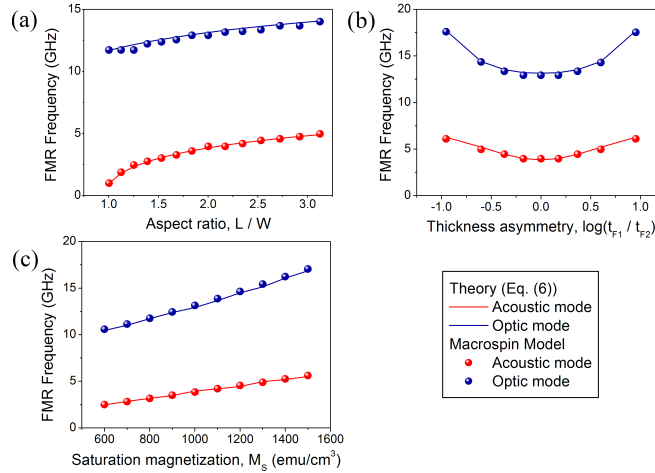 (a)
FMR Frequency (GHz)
15
10
5
0
1.0 1.5 2.0 2.5 3.0
Aspect ratio, L / W
(b)
FMR Frequency (GHz)
20
15
10
5
0
-1.0 -0.5 0.0 0.5 1.0
Thickness asymmetry, log(t_F1 / t_F2)
(c)
FMR Frequency (GHz)
20
15
10
5
0
600 800 1000 1200 1400 1600
Saturation magnetization, M_S (emu/cm³)
Theory (Eq. (6))
Acoustic mode
Optic mode
Macrospin Model
Acoustic mode
Optic mode